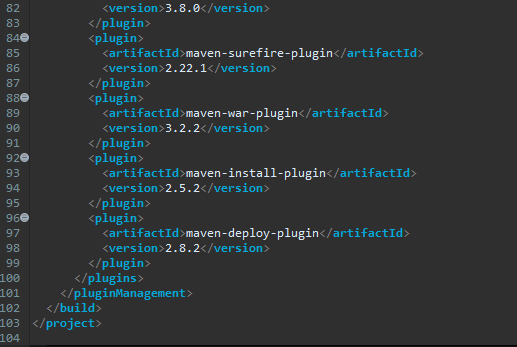 82 <version>3.8.0</version>
83 </plugin>
84 <plugin>
85 <artifactId>maven-surefire-plugin</artifactId>
86 <version>2.22.1</version>
87 </plugin>
88 <plugin>
89 <artifactId>maven-war-plugin</artifactId>
90 <version>3.2.2</version>
91 </plugin>
92 <plugin>
93 <artifactId>maven-install-plugin</artifactId>
94 <version>2.5.2</version>
95 </plugin>
96 <plugin>
97 <artifactId>maven-deploy-plugin</artifactId>
98 <version>2.8.2</version>
99 </plugin>
100 </plugins>
101 </pluginManagement>
102 </build>
103 </project>
104